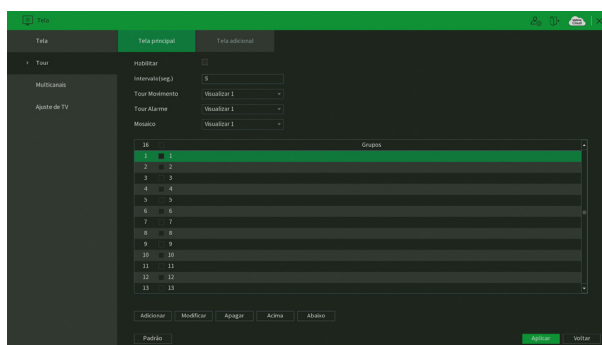 Tela
Tela
Tour
Multicanais
Ajuste de TV
Tela principal Tela adicional
Habilitar
Intervalo(seg.) 5
Tour Movimento Visualizar 1
Tour Alarme Visualizar 1
Mosaico Visualizar 1
16 Grupos
1 1
2 2
3 3
4 4
5 5
6 6
7 7
8 8
9 9
10 10
11 11
12 12
13 13
Adicionar Modificar Apagar Acima Abaixo
Padrão Aplicar Voltar